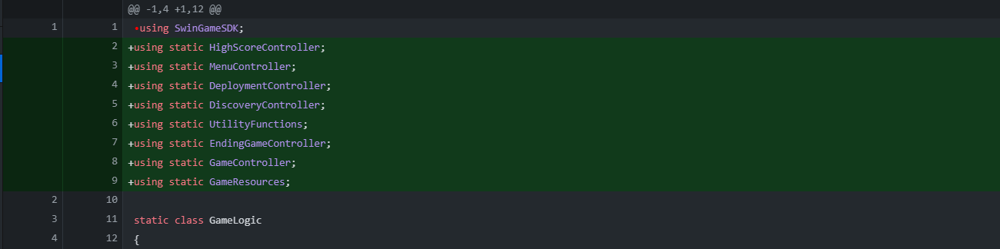 @@ -1,4 +1,12 @@
1 1 •using SwinGameSDK;
2 +using static HighScoreController;
3 +using static MenuController;
4 +using static DeploymentController;
5 +using static DiscoveryController;
6 +using static UtilityFunctions;
7 +using static EndingGameController;
8 +using static GameController;
9 +using static GameResources;
2 10
3 11 static class GameLogic
4 12 {